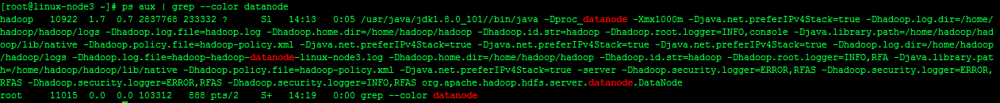 [root@linux-node3 ~]# ps aux | grep --color datanode
hadoop   10922  1.7  0.7 2837768 233332 ?      Sl   14:13   0:05 /usr/java/jdk1.8.0_101//bin/java -Dproc_datanode -Xmx1000m -Djava.net.preferIPv4Stack=true -Dhadoop.log.dir=/home/
hadoop/hadoop/logs -Dhadoop.log.file=hadoop.log -Dhadoop.home.dir=/home/hadoop/hadoop -Dhadoop.id.str=hadoop -Dhadoop.root.logger=INFO,console -Djava.library.path=/home/hadoop/had
oop/lib/native -Dhadoop.policy.file=hadoop-policy.xml -Djava.net.preferIPv4Stack=true -Djava.net.preferIPv4Stack=true -Djava.net.preferIPv4Stack=true -Dhadoop.log.dir=/home/hadoop
/hadoop/logs -Dhadoop.log.file=hadoop-hadoop-datanode-linux-node3.log -Dhadoop.home.dir=/home/hadoop/hadoop -Dhadoop.id.str=hadoop -Dhadoop.root.logger=INFO,RFA -Djava.library.pat
h=/home/hadoop/hadoop/lib/native -Dhadoop.policy.file=hadoop-policy.xml -Djava.net.preferIPv4Stack=true -server -Dhadoop.security.logger=ERROR,RFAS -Dhadoop.security.logger=ERROR,
RFAS -Dhadoop.security.logger=ERROR,RFAS -Dhadoop.security.logger=INFO,RFAS org.apache.hadoop.hdfs.server.datanode.DataNode
root     11015  0.0  0.0 103312   888 pts/2    S+   14:19   0:00 grep --color datanode